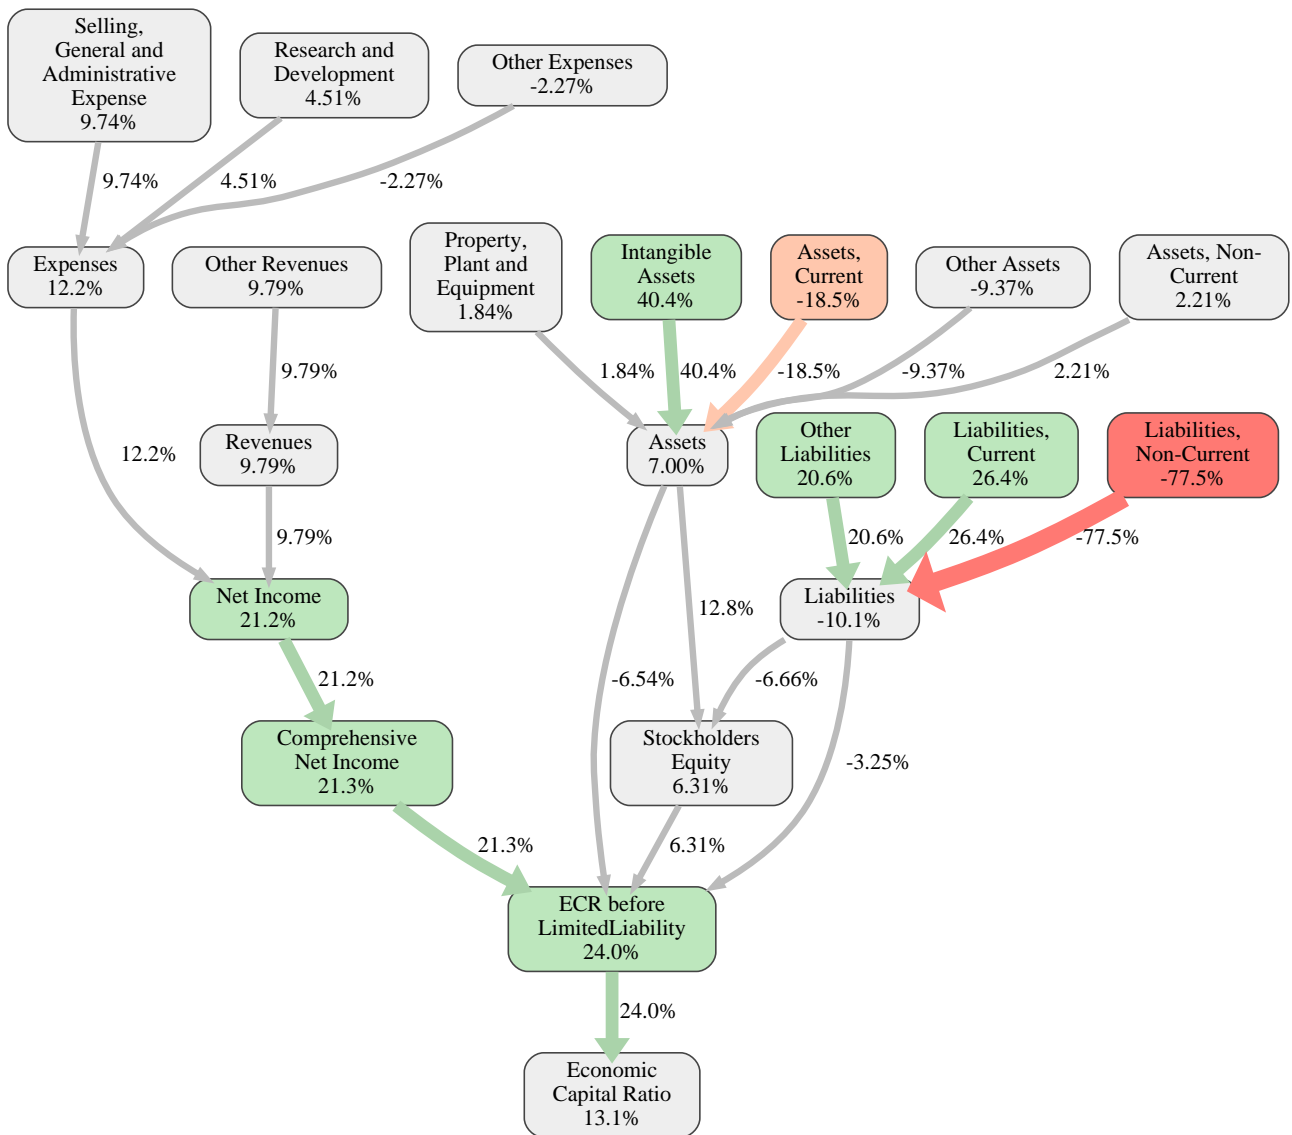 Selling,
General and
Administrative
Expense
9.74%
Research and
Development
4.51%
Other Expenses
-2.27%
9.74%
4.51%
-2.27%
Expenses
12.2%
Other Revenues
9.79%
Property,
Plant and
Equipment
1.84%
Intangible
Assets
40.4%
Assets,
Current
-18.5%
Other Assets
-9.37%
Assets, Non-
Current
2.21%
9.79%
1.84%
40.4%
-18.5%
-9.37%
2.21%
12.2%
Revenues
9.79%
Assets
7.00%
Other
Liabilities
20.6%
Liabilities,
Current
26.4%
Liabilities,
Non-Current
-77.5%
9.79%
20.6%
26.4%
-77.5%
Net Income
21.2%
12.8%
Liabilities
-10.1%
21.2%
-6.54%
-6.66%
Comprehensive
Net Income
21.3%
Stockholders
Equity
6.31%
-3.25%
21.3%
6.31%
ECR before
LimitedLiability
24.0%
24.0%
Economic
Capital Ratio
13.1%